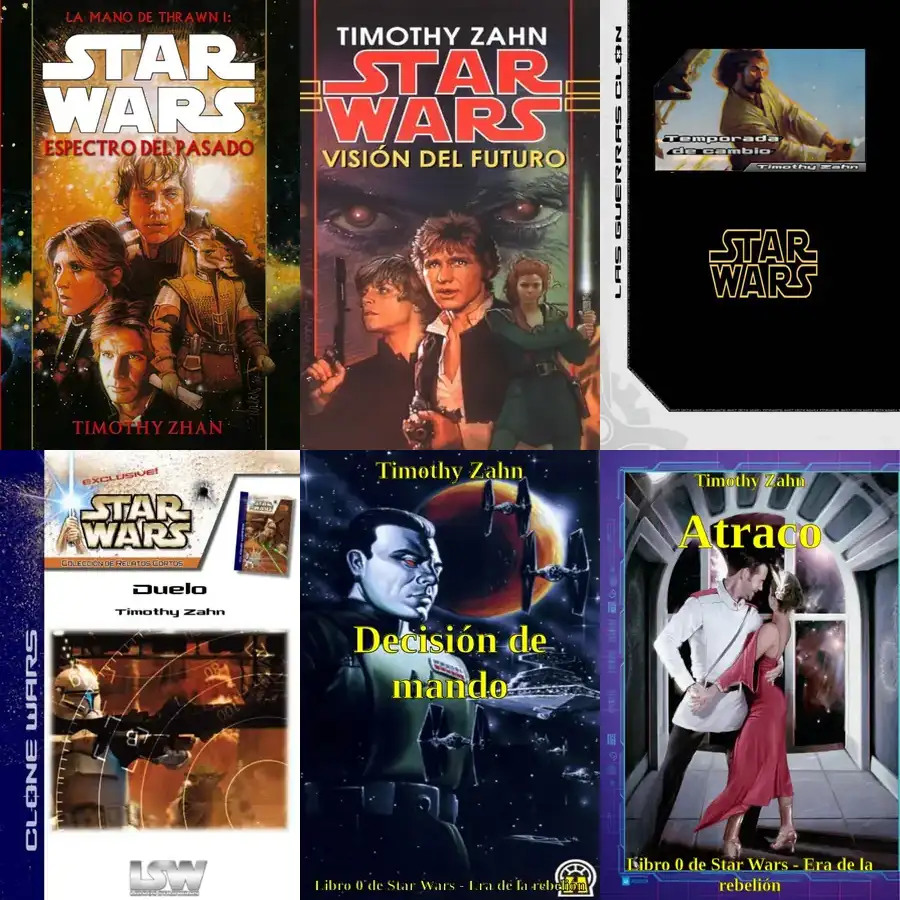 LA MANO DE THRAWN I:
STAR
WARS
ESPECTRO DEL PASADO
TIMOTHY ZHAN
TIMOTHY ZAHN
STAR
WARS
VISIÓN DEL FUTURO
LAS GUERRAS CLON
Temporada
de cambio
Timothy Zahn
STAR
WARS
CLONE WARS
EXCLUSIVE!
STAR
WARS
COLECCIÓN DE RELATOS CORTOS
Duelo
Timothy Zahn
LSW
Timothy Zahn
Decisión de
mando
Libro 0 de Star Wars - Era de la rebelión
Timothy Zahn
Atraco
Libro 0 de Star Wars - Era de la
rebelión